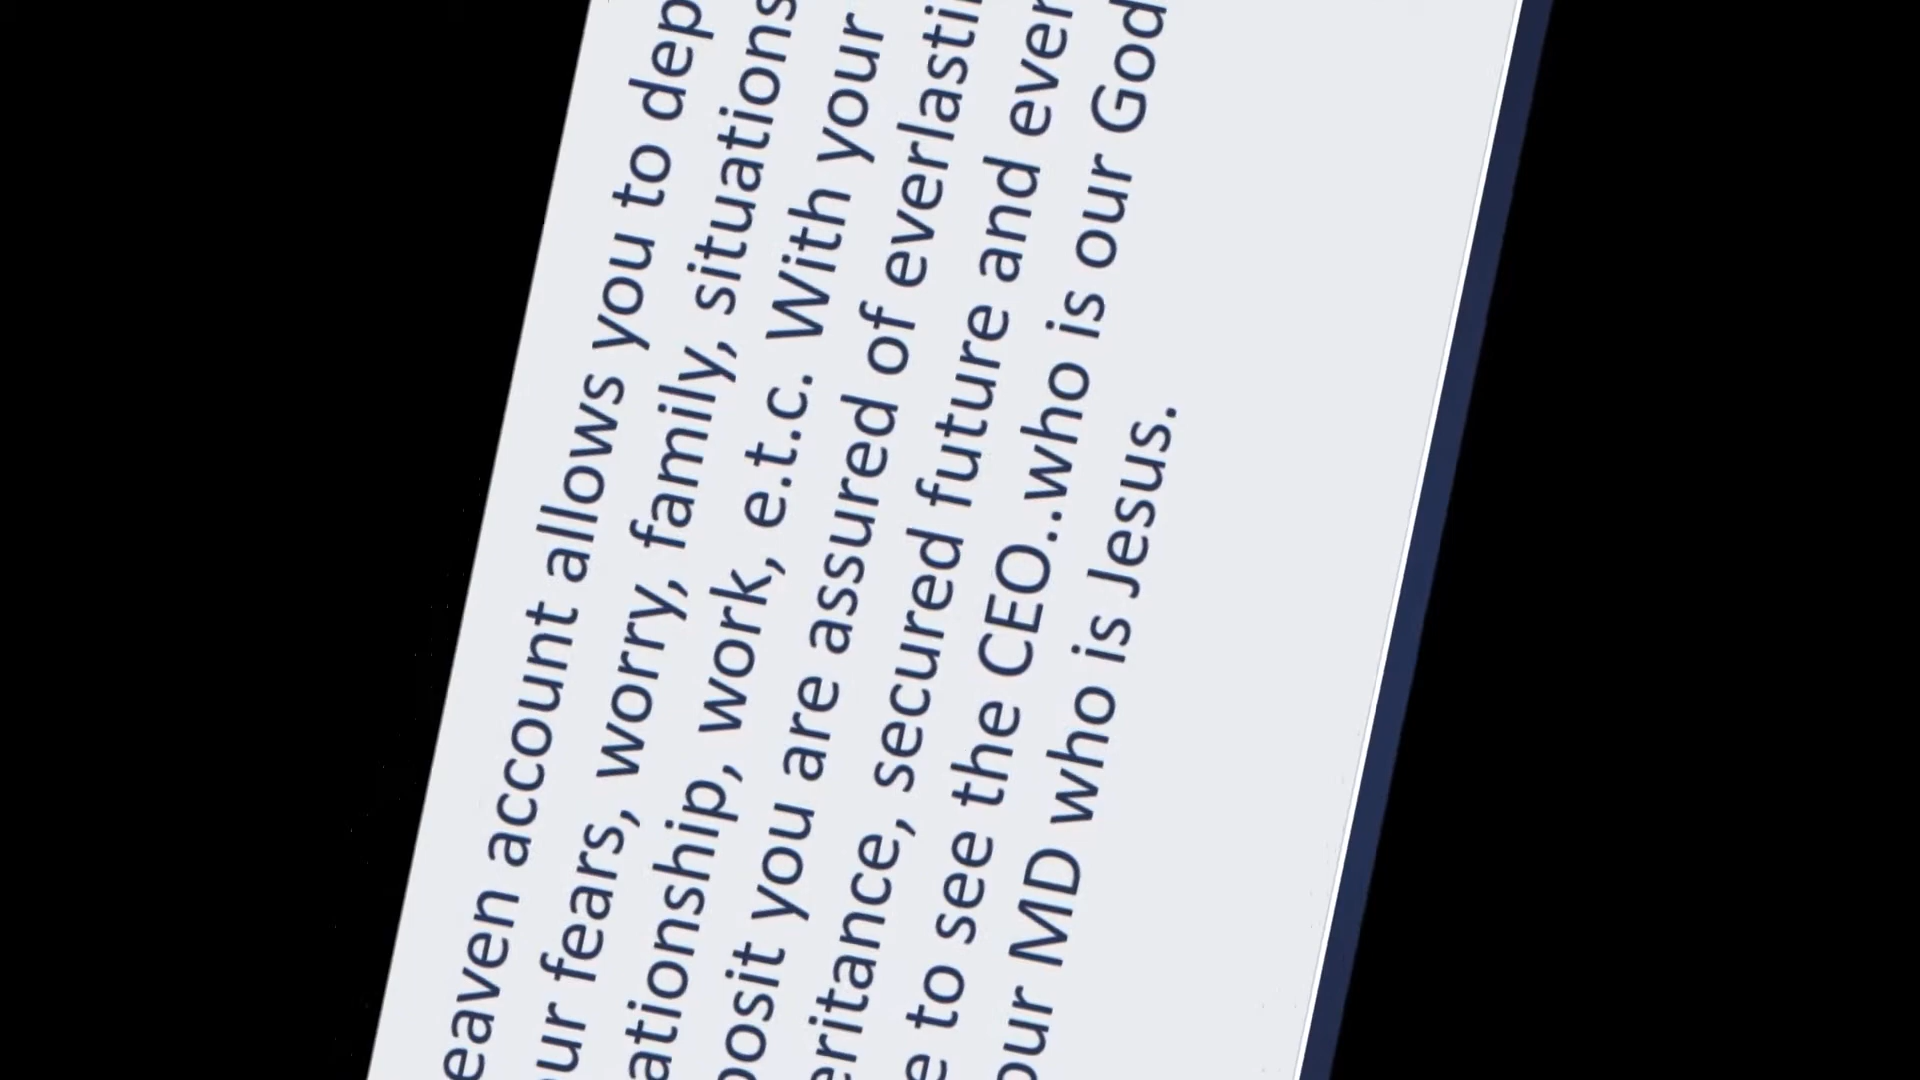 eaven account allows you to dep
ur fears, worry, family, situations
ationship, work, e.t.c. With your
posit you are assured of everlasti
eritance, secured future and ever
e to see the CEO..who is our God
our MD who is Jesus.